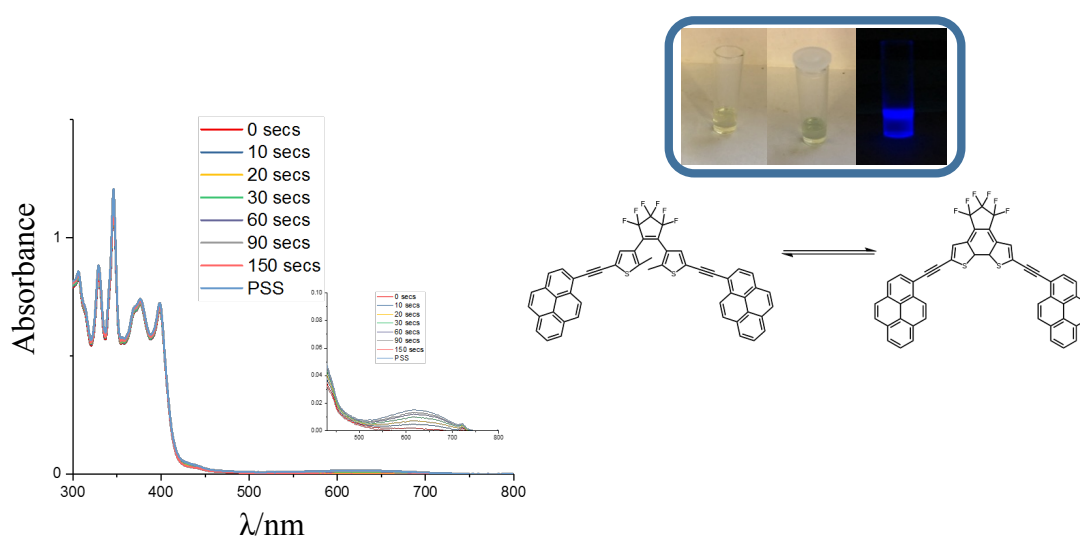 Absorbance
1
0
300
400
500
600
700
800
λ/nm
0 secs
10 secs
20 secs
30 secs
60 secs
90 secs
150 secs
PSS
0.10
0.08
0.06
0.04
0.02
0.00
500
600
700
800
0 secs
10 secs
20 secs
30 secs
60 secs
90 secs
150 secs
PSS
F
F
F
F
F
F
S
S
F
F
F
F
F
F
S
S